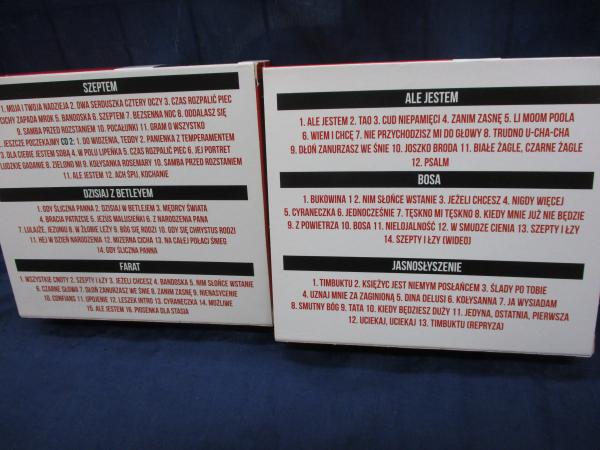 SZEPTEM
1. MOJA I TWOJA NADZIEJA 2. DWA SERDUSZKA CZTERY OCZY 3. CZAS ROZPALIĆ PIEC
CICHY ZAPADA MROK 5. BANDOSKA 6. SZEPTEM 7. BEZSENNA NOC 8. ODDALASZ SIĘ
9. SAMBA PRZED ROZSTANIEM 10. POCAŁUNKI 11. GRAM O WSZYSTKO
JESZCZE POCZEKAJMY CD 2: 1. DO WIDZENIA, TEDDY 2. PANIENKA Z TEMPERAMENTEM
3. DLA CIEBIE JESTEM SOBĄ 4. W POLU LIPEŃKA 5. CZAS ROZPALIĆ PIEC 6. JEJ PORTRET
LUDZKIE GADANIE 8. ZIELONO MI 9. KOŁYSANKA ROSEMARY 10. SAMBA PRZED ROZSTANIEM
11. ALE JESTEM 12. ACH ŚPIJ, KOCHANIE
DZISIAJ Z BETLEYEM
1. GDY ŚLICZNA PANNA 2. DZISIAJ W BETLEJEM 3. MĘDRCY ŚWIATA
4. BRACIA PATRZCIE 5. JEZUS MALUSIEŃKI 6. Z NARODZENIA PANA
7. LULAJŻE, JEZUNIU 8. W ŻŁOBIE LEŻY 9. BÓG SIĘ RODZI 10. GDY SIĘ CHRYSTUS RODZI
11. HEJ W DZIEŃ NARODZENIA 12. MIZERNA CICHA 13. NA CAŁEJ POŁACI ŚNIEG
14. GDY ŚLICZNA PANNA
FARAT
1. WSZYSTKIE CNOTY 2. SZEPTY I ŁZY 3. JEŻELI CHCESZ 4. BANDOSKA 5. NIM SŁOŃCE WSTANIE
6. CZARNE SŁOWA 7. DŁOŃ ZANURZASZ WE ŚNIE 8. ZANIM ZASNĘ 9. NIENASYCENIE
10. CONFIANS 11. UPOJENIE 12. LESZEK INTRO 13. CYRANECZKA 14. MOŻLIWE
15. ALE JESTEM 16. PIOSENKA DLA STASIA
ALE JESTEM
1. ALE JESTEM 2. TAO 3. CUD NIEPAMIĘCI 4. ZANIM ZASNĘ 5. LI MOOM POOLA
6. WIEM I CHCĘ 7. NIE PRZYCHODZISZ MI DO GŁOWY 8. TRUDNO U-CHA-CHA
9. DŁOŃ ZANURZASZ WE ŚNIE 10. JOSZKO BRODA 11. BIAŁE ŻAGLE, CZARNE ŻAGLE
12. PSALM
BOSA
1. BUKOWINA 1 2. NIM SŁOŃCE WSTANIE 3. JEŻELI CHCESZ 4. NIGDY WIĘCEJ
5. CYRANECZKA 6. JEDNOCZEŚNIE 7. TĘSKNO MI TĘSKNO 8. KIEDY MNIE JUŻ NIE BĘDZIE
9. Z POWIETRZA 10. BOSA 11. NIELOJALNOŚĆ 12. W SMUDZE CIENIA 13. SZEPTY I ŁZY
14. SZEPTY I ŁZY (WIDEO)
JASNOSŁYSZENIE
1. TIMBUKTU 2. KSIĘŻYC JEST NIEMYM POSŁAŃCEM 3. ŚLADY PO TOBIE
4. UZNAJ MNIE ZA ZAGINIONĄ 5. DINA DELUSI 6. KOŁYSANNA 7. JA WYSIADAM
8. SMUTNY BÓG 9. TATA 10. KIEDY BĘDZIESZ DUŻY 11. JEDYNA, OSTATNIA, PIERWSZA
12. UCIEKAJ, UCIEKAJ 13. TIMBUKTU (REPRYZA)